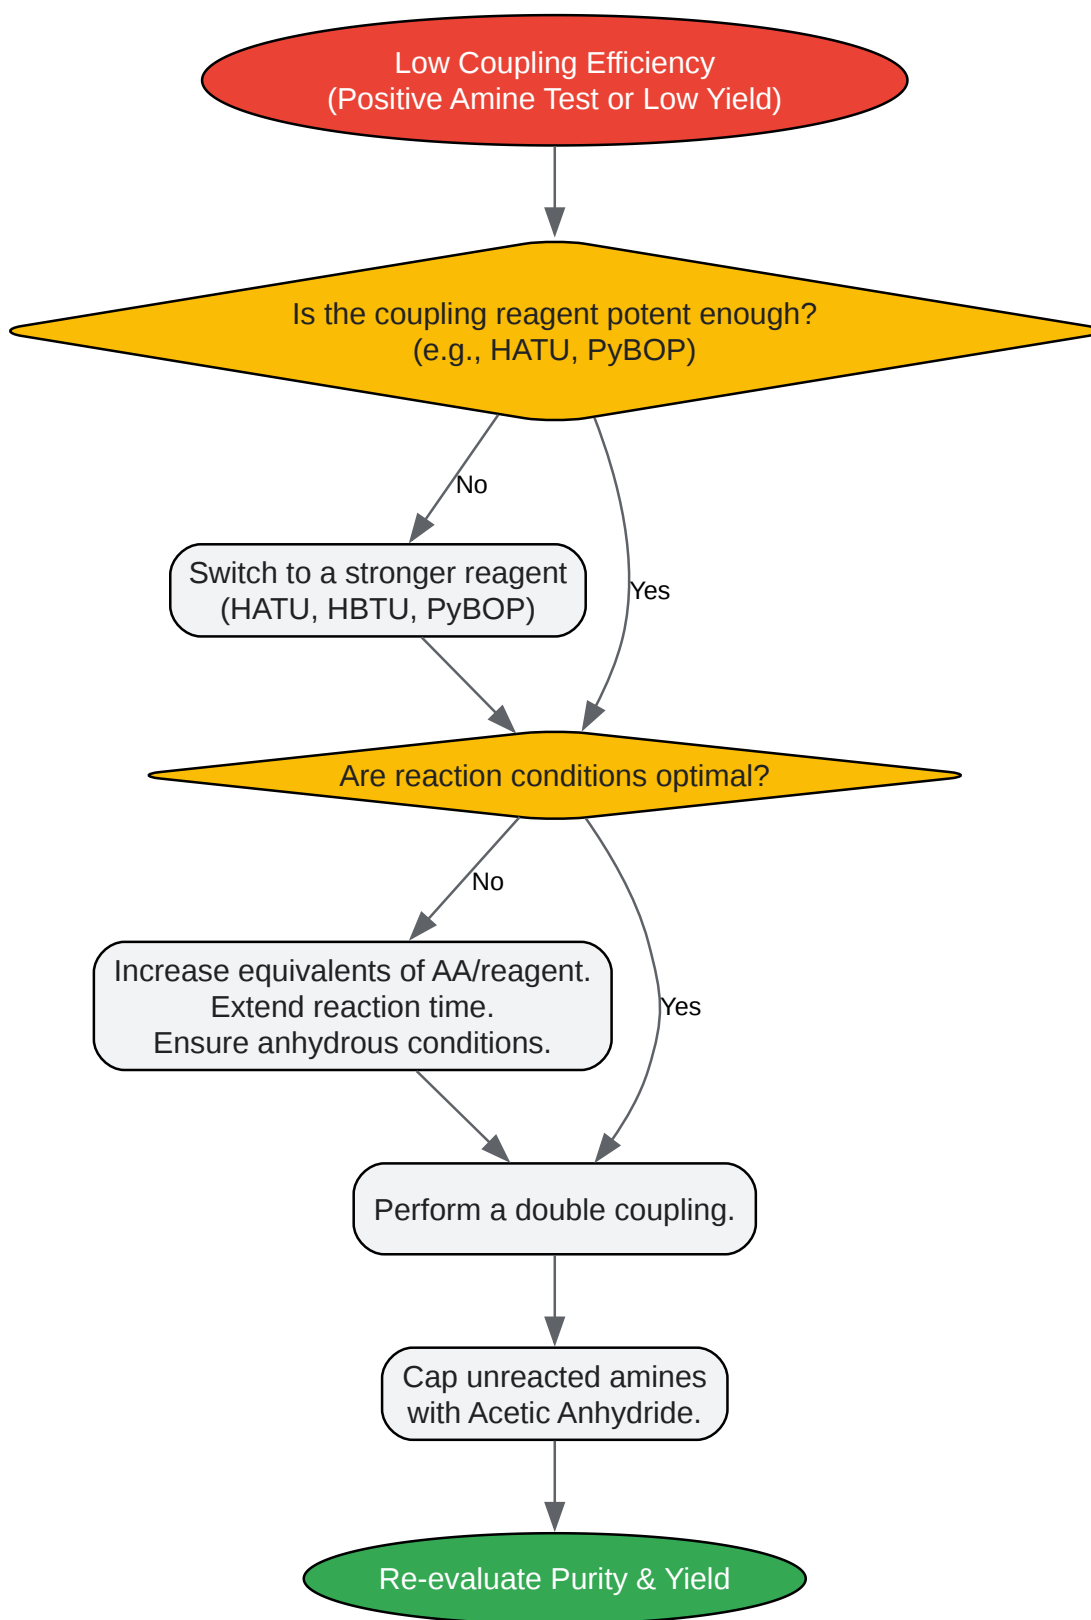 Low Coupling Efficiency
(Positive Amine Test or Low Yield)
Is the coupling reagent potent enough?
(e.g., HATU, PyBOP)
No
Switch to a stronger reagent
(HATU, HBTU, PyBOP)
Yes
Are reaction conditions optimal?
No
Increase equivalents of AA/reagent.
Extend reaction time.
Ensure anhydrous conditions.
Yes
Perform a double coupling.
Cap unreacted amines
with Acetic Anhydride.
Re-evaluate Purity & Yield